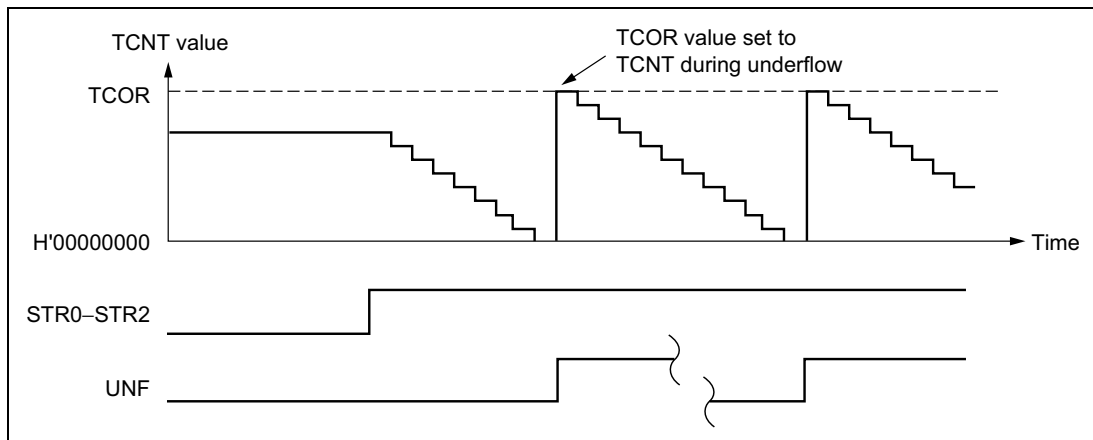 TCNT value
TCOR value set to
TCNT during underflow
TCOR
H'00000000
Time
STR0–STR2
UNF